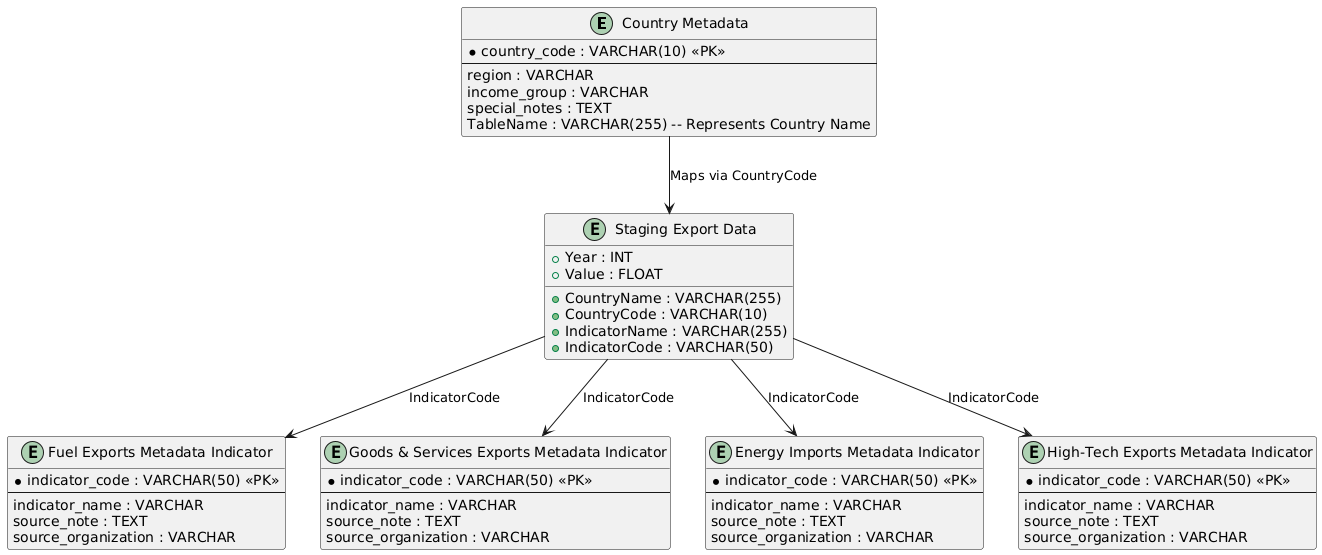 E Country Metadata
country_code : VARCHAR(10) «PK»
region : VARCHAR
income_group : VARCHAR
special_notes : TEXT
TableName : VARCHAR(255) -- Represents Country Name
Maps via CountryCode
E Staging Export Data
Year : INT
Value : FLOAT
CountryName : VARCHAR(255)
CountryCode : VARCHAR(10)
IndicatorName : VARCHAR(255)
IndicatorCode : VARCHAR(50)
IndicatorCode
IndicatorCode
IndicatorCode
IndicatorCode
E Fuel Exports Metadata Indicator
indicator_code : VARCHAR(50) «PK»
indicator_name : VARCHAR
source_note : TEXT
source_organization : VARCHAR
E Goods & Services Exports Metadata Indicator
indicator_code : VARCHAR(50) «PK»
indicator_name : VARCHAR
source_note : TEXT
source_organization : VARCHAR
E Energy Imports Metadata Indicator
indicator_code : VARCHAR(50) «PK»
indicator_name : VARCHAR
source_note : TEXT
source_organization : VARCHAR
E High-Tech Exports Metadata Indicator
indicator_code : VARCHAR(50) «PK»
indicator_name : VARCHAR
source_note : TEXT
source_organization : VARCHAR